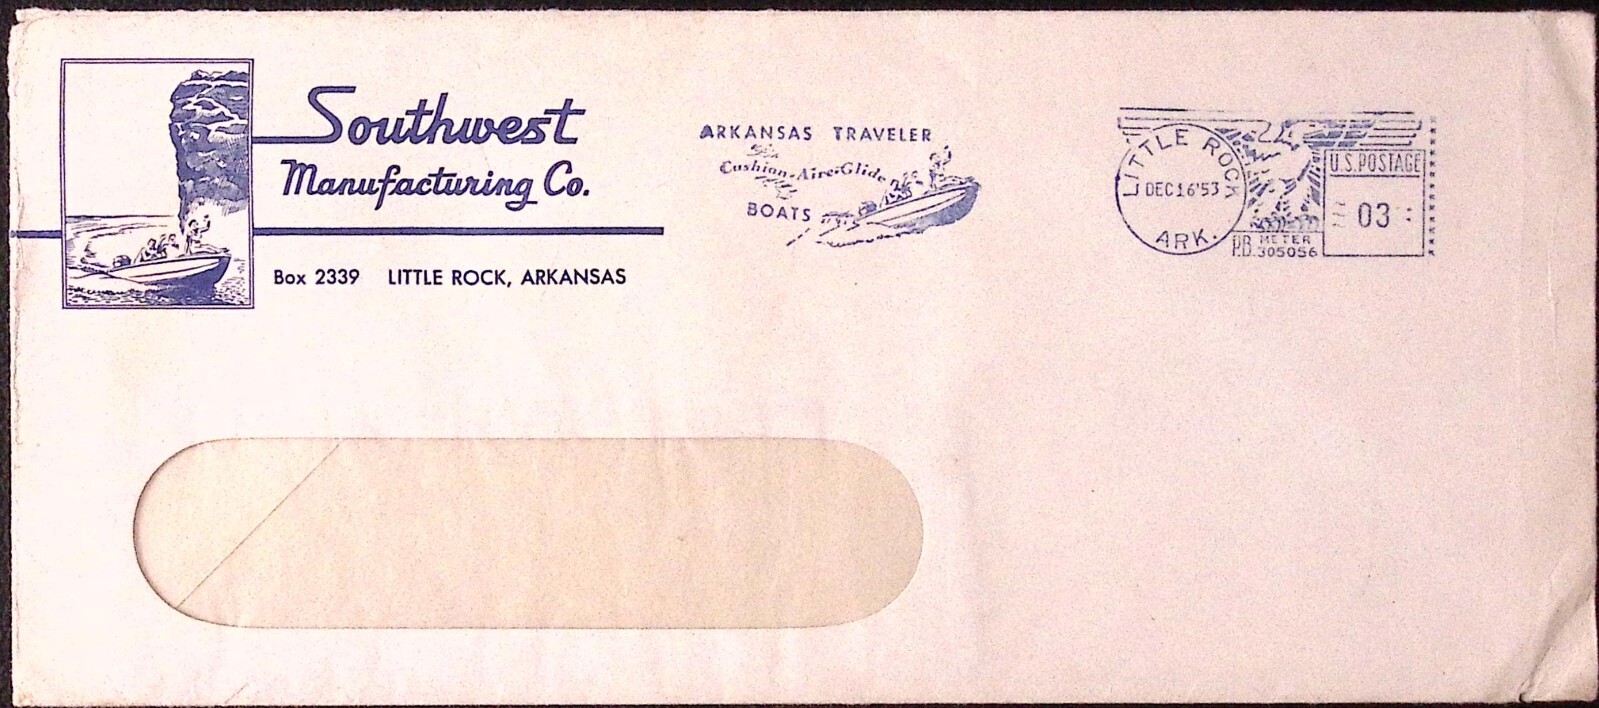 Southwest
Manufacturing Co.
Box 2339 LITTLE ROCK, ARKANSAS
ARKANSAS TRAVELER
Cushion-Aire-Glide
BOATS
LITTLE ROCK
DEC 16 '53
ARK.
U.S. POSTAGE
03
P.B. METER
305056